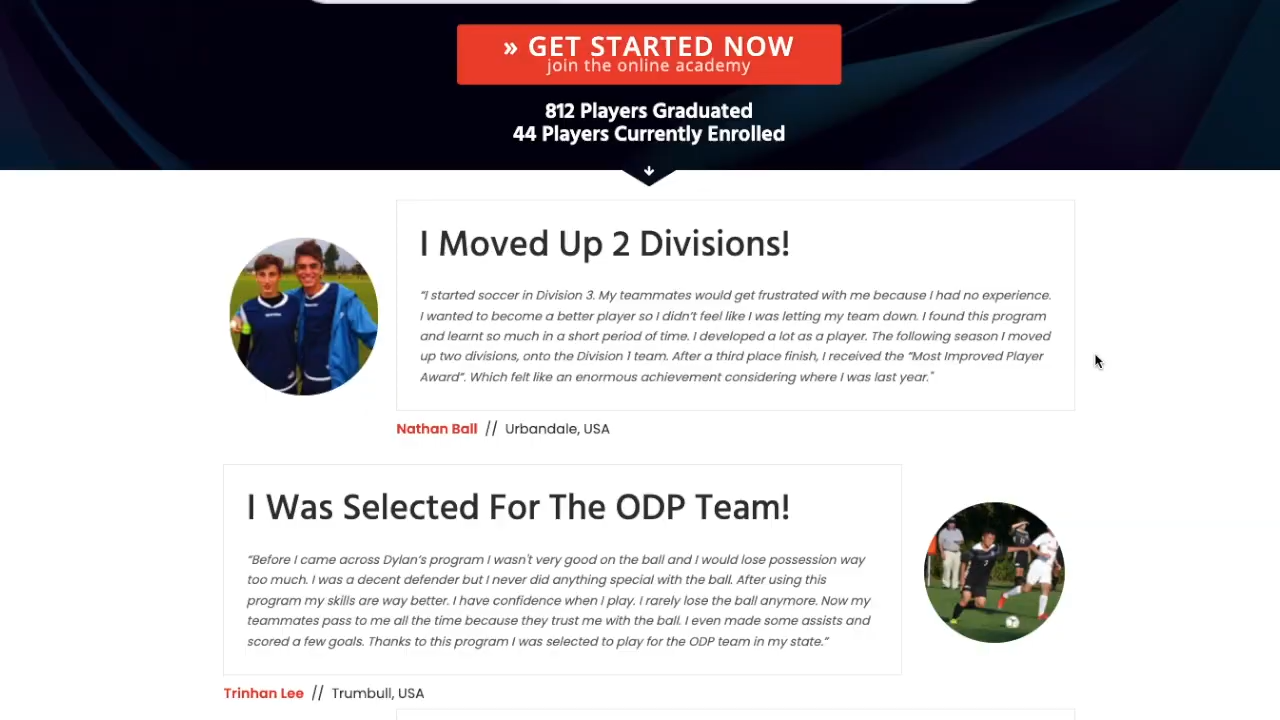 » GET STARTED NOW
join the online academy
812 Players Graduated
44 Players Currently Enrolled
I Moved Up 2 Divisions!
“I started soccer in Division 3. My teammates would get frustrated with me because I had no experience.
I wanted to become a better player so I didn’t feel like I was letting my team down. I found this program
and learnt so much in a short period of time. I developed a lot as a player. The following season I moved
up two divisions, onto the Division 1 team. After a third place finish, I received the “Most Improved Player
Award”. Which felt like an enormous achievement considering where I was last year.”
Nathan Ball // Urbandale, USA
I Was Selected For The ODP Team!
“Before I came across Dylan’s program I wasn’t very good on the ball and I would lose possession way
too much. I was a decent defender but I never did anything special with the ball. After using this
program my skills are way better. I have confidence when I play. I rarely lose the ball anymore. Now my
teammates pass to me all the time because they trust me with the ball. I even made some assists and
scored a few goals. Thanks to this program I was selected to play for the ODP team in my state.”
Trinhan Lee // Trumbull, USA